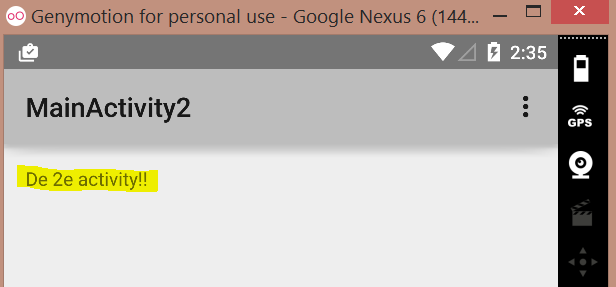 Genymotion for personal use - Google Nexus 6 (144...
2:35
MainActivity2
GPS
De 2e activity!!